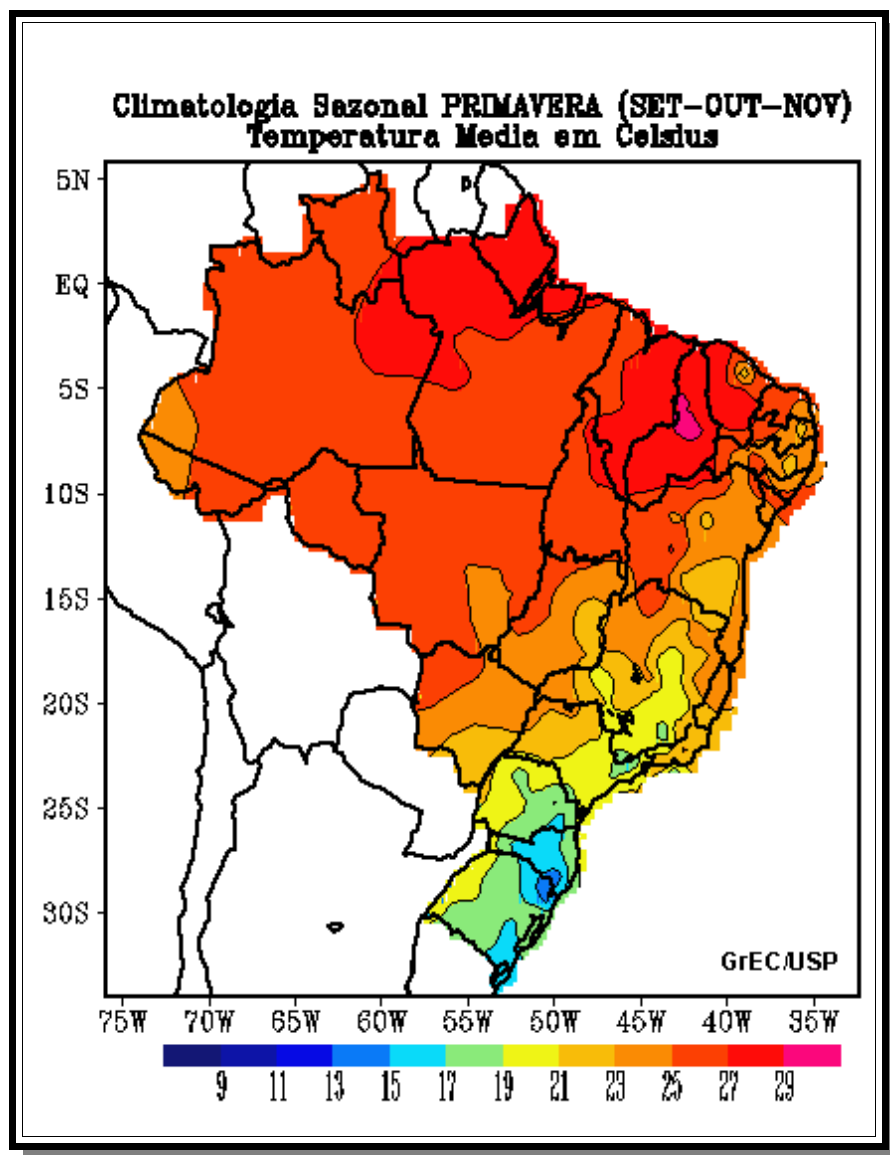 Climatologia Sazonal PRIMAVERA (SET-OUT-NOV)
Temperatura Media em Celsius
5N
EQ
5S
10S
15S
20S
25S
30S
GrEC/USP
75W 70W 65W 60W 55W 50W 45W 40W 35W
9 11 13 15 17 19 21 23 25 27 29